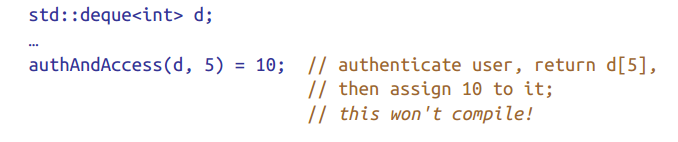 std::deque<int> d;
…
authAndAccess(d, 5) = 10;  // authenticate user, return d[5],
// then assign 10 to it;
// this won't compile!